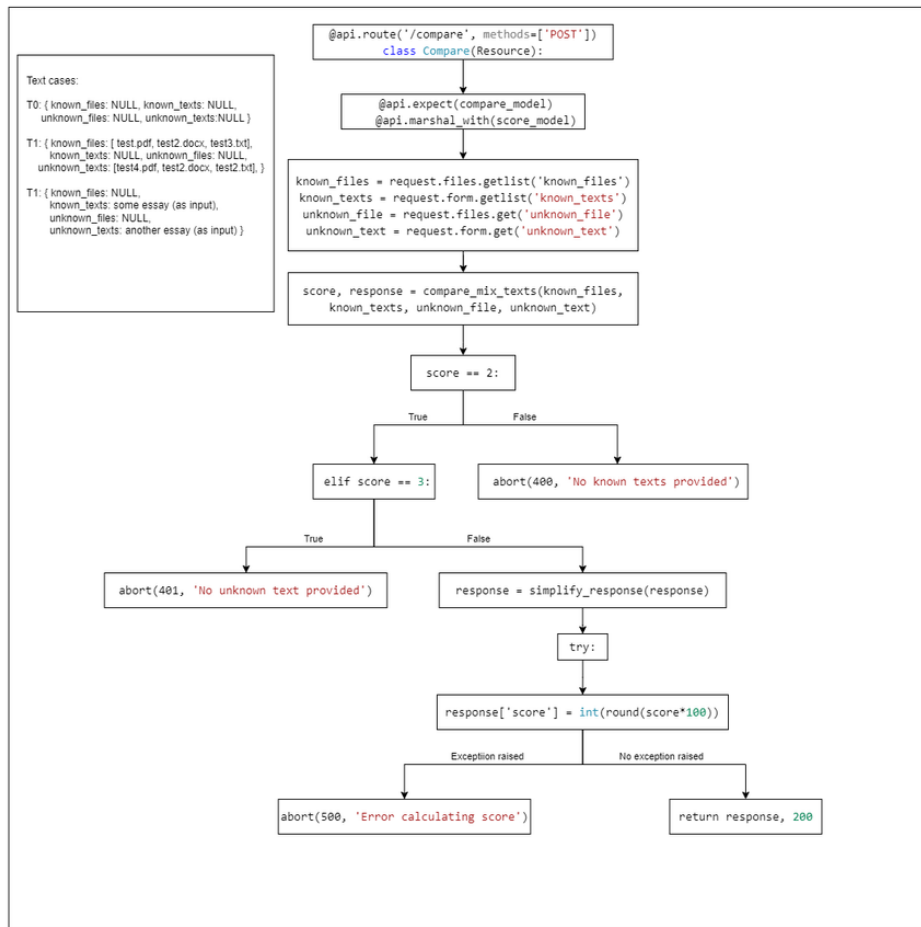 @api.route('/compare', methods=['POST'])
class Compare(Resource):
Text cases:
T0: { known_files: NULL, known_texts: NULL,
unknown_files: NULL, unknown_texts:NULL }
T1: { known_files: [ test.pdf, test2.docx, test3.txt],
known_texts: NULL, unknown_files: NULL,
unknown_texts: [test4.pdf, test2.docx, test2.txt], }
T1: { known_files: NULL,
known_texts: some essay (as input),
unknown_files: NULL,
unknown_texts: another essay (as input) }
@api.expect(compare_model)
@api.marshal_with(score_model)
known_files = request.files.getlist('known_files')
known_texts = request.form.getlist('known_texts')
unknown_file = request.files.get('unknown_file')
unknown_text = request.form.get('unknown_text')
score, response = compare_mix_texts(known_files,
known_texts, unknown_file, unknown_text)
score == 2:
True
False
elif score == 3:
abort(400, 'No known texts provided')
True
False
abort(401, 'No unknown text provided')
response = simplify_response(response)
try:
response['score'] = int(round(score*100))
Exceptiion raised
No exception raised
abort(500, 'Error calculating score')
return response, 200